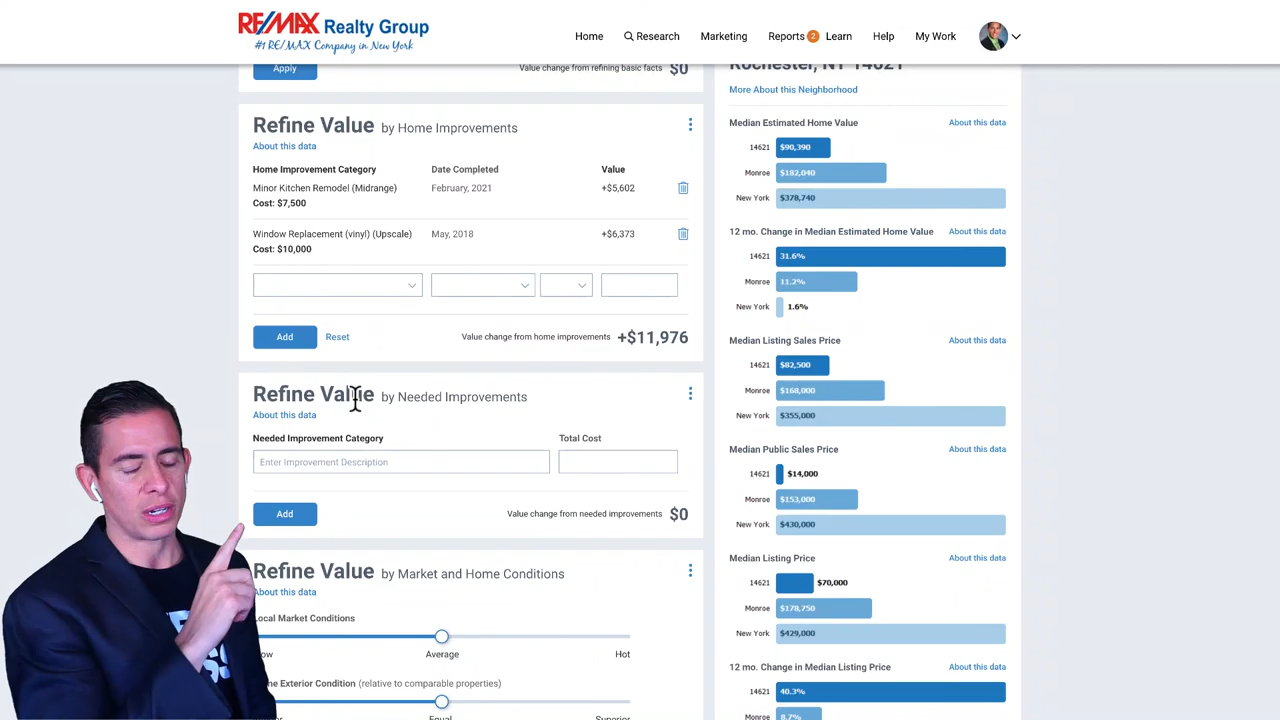 RE/MAX Realty Group
#1 RE/MAX Company in New York
Home
Research
Marketing
Reports 2
Learn
Help
My Work
Apply
Value change from refining basic facts $0
Refine Value by Home Improvements
About this data
Home Improvement Category Date Completed Value
Minor Kitchen Remodel (Midrange) February, 2021 +$5,602
Cost: $7,500
Window Replacement (vinyl) (Upscale) May, 2018 +$6,373
Cost: $10,000
Add Reset Value change from home improvements +$11,976
Refine Value by Needed Improvements
About this data
Needed Improvement Category Total Cost
Enter Improvement Description
Add Value change from needed improvements $0
Refine Value by Market and Home Conditions
About this data
Local Market Conditions
Average Hot
Exterior Condition (relative to comparable properties)
Equal Superior
Rochester, NY 14621
More About this Neighborhood
Median Estimated Home Value About this data
14621 $90,390
Monroe $182,040
New York $378,740
12 mo. Change in Median Estimated Home Value About this data
14621 31.6%
Monroe 11.2%
New York 1.6%
Median Listing Sales Price About this data
14621 $82,500
Monroe $168,000
New York $355,000
Median Public Sales Price About this data
14621 $14,000
Monroe $153,000
New York $430,000
Median Listing Price About this data
14621 $70,000
Monroe $178,750
New York $429,000
12 mo. Change in Median Listing Price About this data
14621 40.3%
Monroe 8.7%